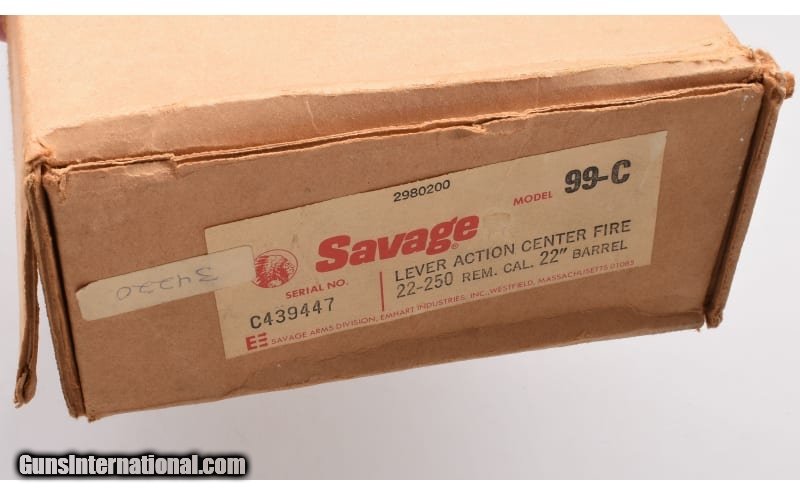 2980200
MODEL 99-C
Savage®
LEVER ACTION CENTER FIRE
22-250 REM. CAL. 22" BARREL
SERIAL NO.
C439447
SAVAGE ARMS DIVISION, EMHART INDUSTRIES, INC., WESTFIELD, MASSACHUSETTS 01085
34220
GunsInternational.com